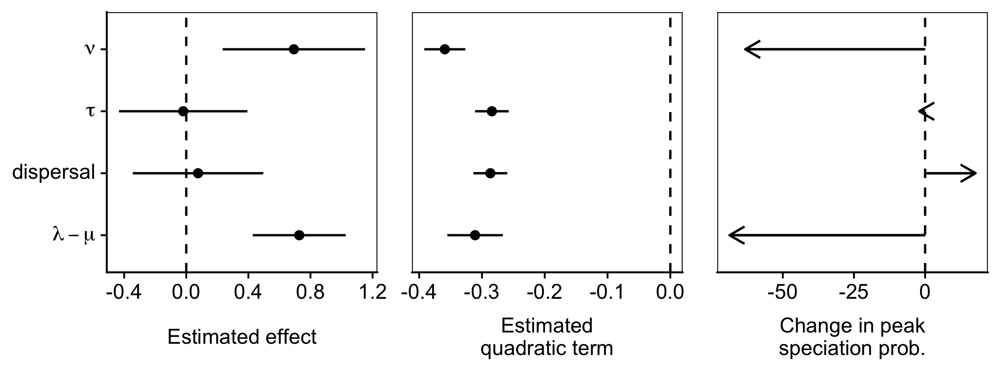 ν
τ
dispersal
λ – μ
-0.4 0.0 0.4 0.8 1.2
-0.4 -0.3 -0.2 -0.1 0.0
-50 -25 0
Estimated effect
Estimated
quadratic term
Change in peak
speciation prob.